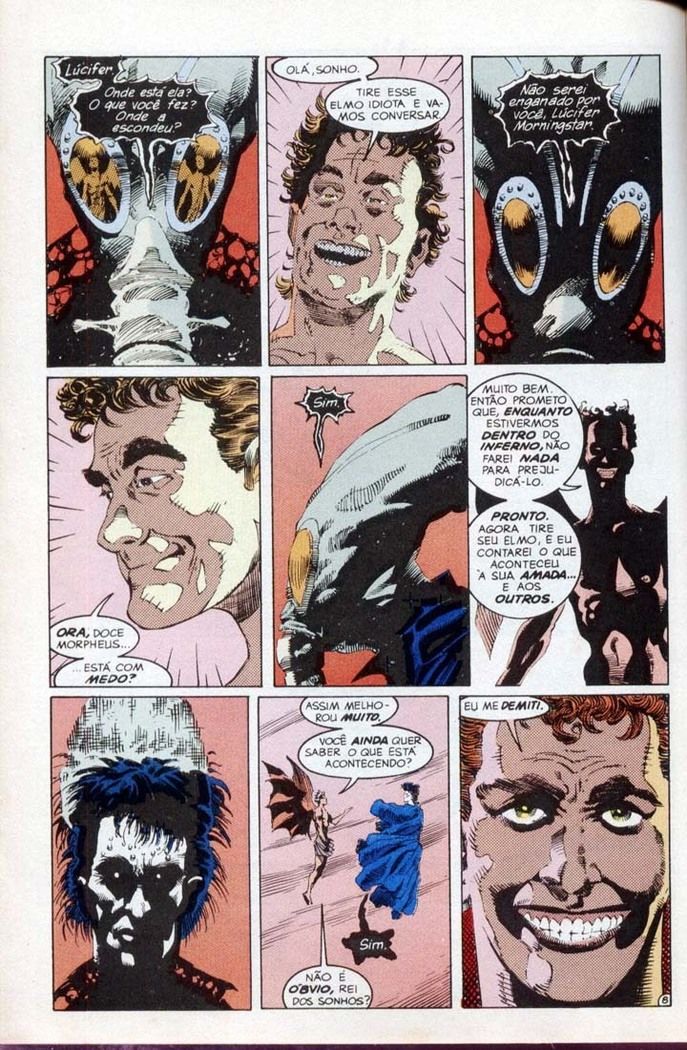 Lúcifer.
Onde está ela?
O que você fez?
Onde a
escondeu?
OLÁ, SONHO.
TIRE ESSE
ELMO IDIOTA E VA-
MOS CONVERSAR.
Não serei
enganado por
você, Lúcifer
Morningstar.
ORA, DOCE
MORPHEUS...
...ESTÁ COM
MEDO?
Sim.
MUITO BEM.
ENTÃO PROMETO
QUE, ENQUANTO
ESTIVERMOS
DENTRO DO
INFERNO, NÃO
FAREI NADA
PARA PREJU-
DICÁ-LO.
PRONTO.
AGORA TIRE
SEU ELMO, E EU
CONTAREI O QUE
ACONTECEU
À SUA AMADA...
E AOS
OUTROS.
ASSIM MELHO-
ROU MUITO.
VOCÊ AINDA QUER
SABER O QUE ESTÁ
ACONTECENDO?
Sim.
NÃO É
ÓBVIO, REI
DOS SONHOS?
EU ME DEMITI.
8